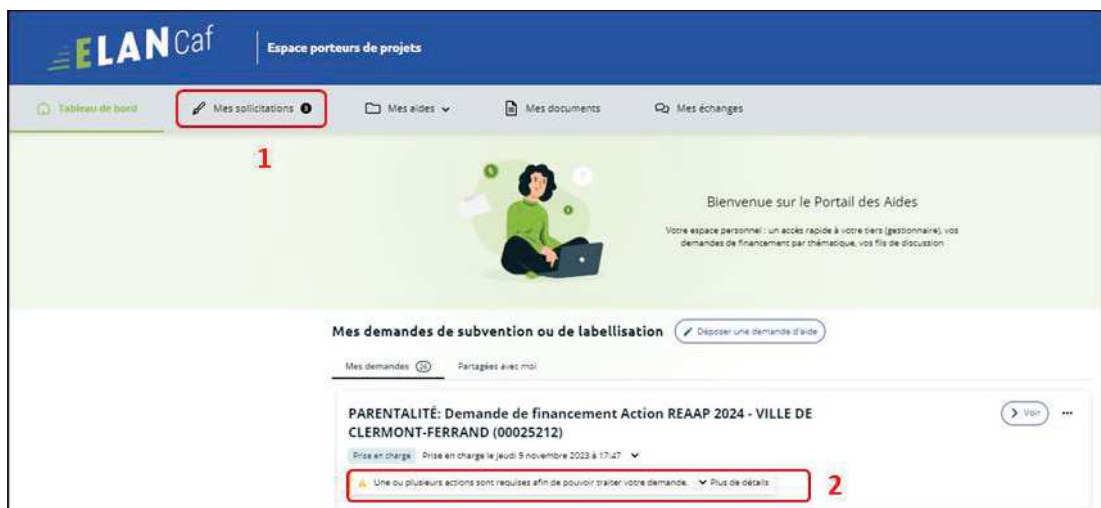 ELAN Caf
Espace porteurs de projets
Tableau de bord
Mes sollicitations 3
Mes aides
Mes documents
Mes échanges
1
Bienvenue sur le Portail des Aides
Votre espace personnel : un accès rapide à votre tiers (gestionnaire), vos
demandes de financement par thématique, vos fils de discussion
Mes demandes de subvention ou de labellisation
Déposer une demande d'aide
Mes demandes 26
Partagées avec moi
PARENTALITÉ: Demande de financement Action REAAP 2024 - VILLE DE
CLERMONT-FERRAND (00025212)
Voir
Prise en charge
Prise en charge le jeudi 9 novembre 2023 à 17:47
Une ou plusieurs actions sont requises afin de pouvoir traiter votre demande.
Plus de détails
2